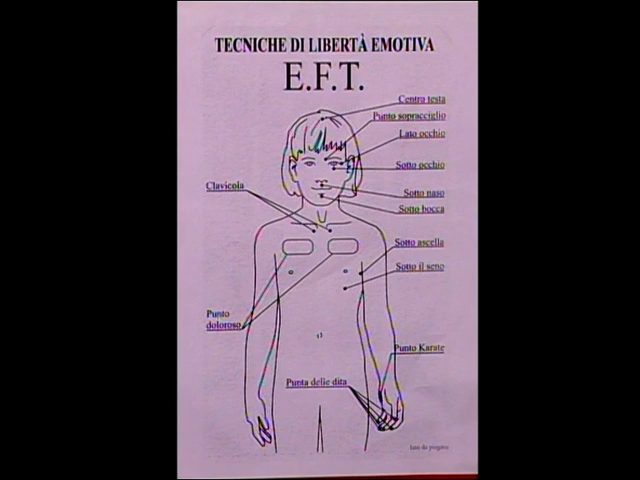 TECNICHE DI LIBERTÀ EMOTIVA
E.F.T.
Centro testa
Punto sopracciglio
Lato occhio
Sotto occhio
Clavicola
Sotto naso
Sotto bocca
Sotto ascella
Sotto il seno
Punto
doloroso
Punto Karate
Punta delle dita